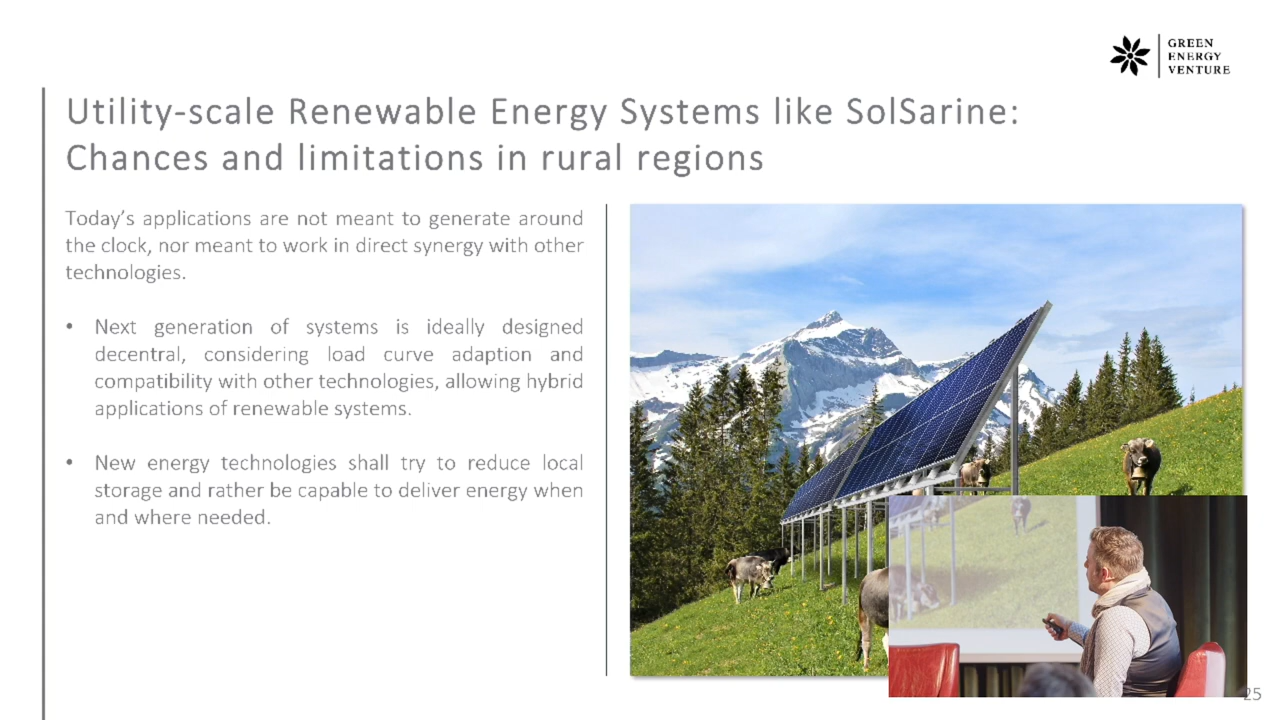 GREEN
ENERGY
VENTURE
Utility-scale Renewable Energy Systems like SolSarine:
Chances and limitations in rural regions
Today's applications are not meant to generate around
the clock, nor meant to work in direct synergy with other
technologies.
• Next generation of systems is ideally designed
decentral, considering load curve adaption and
compatibility with other technologies, allowing hybrid
applications of renewable systems.
• New energy technologies shall try to reduce local
storage and rather be capable to deliver energy when
and where needed.
25